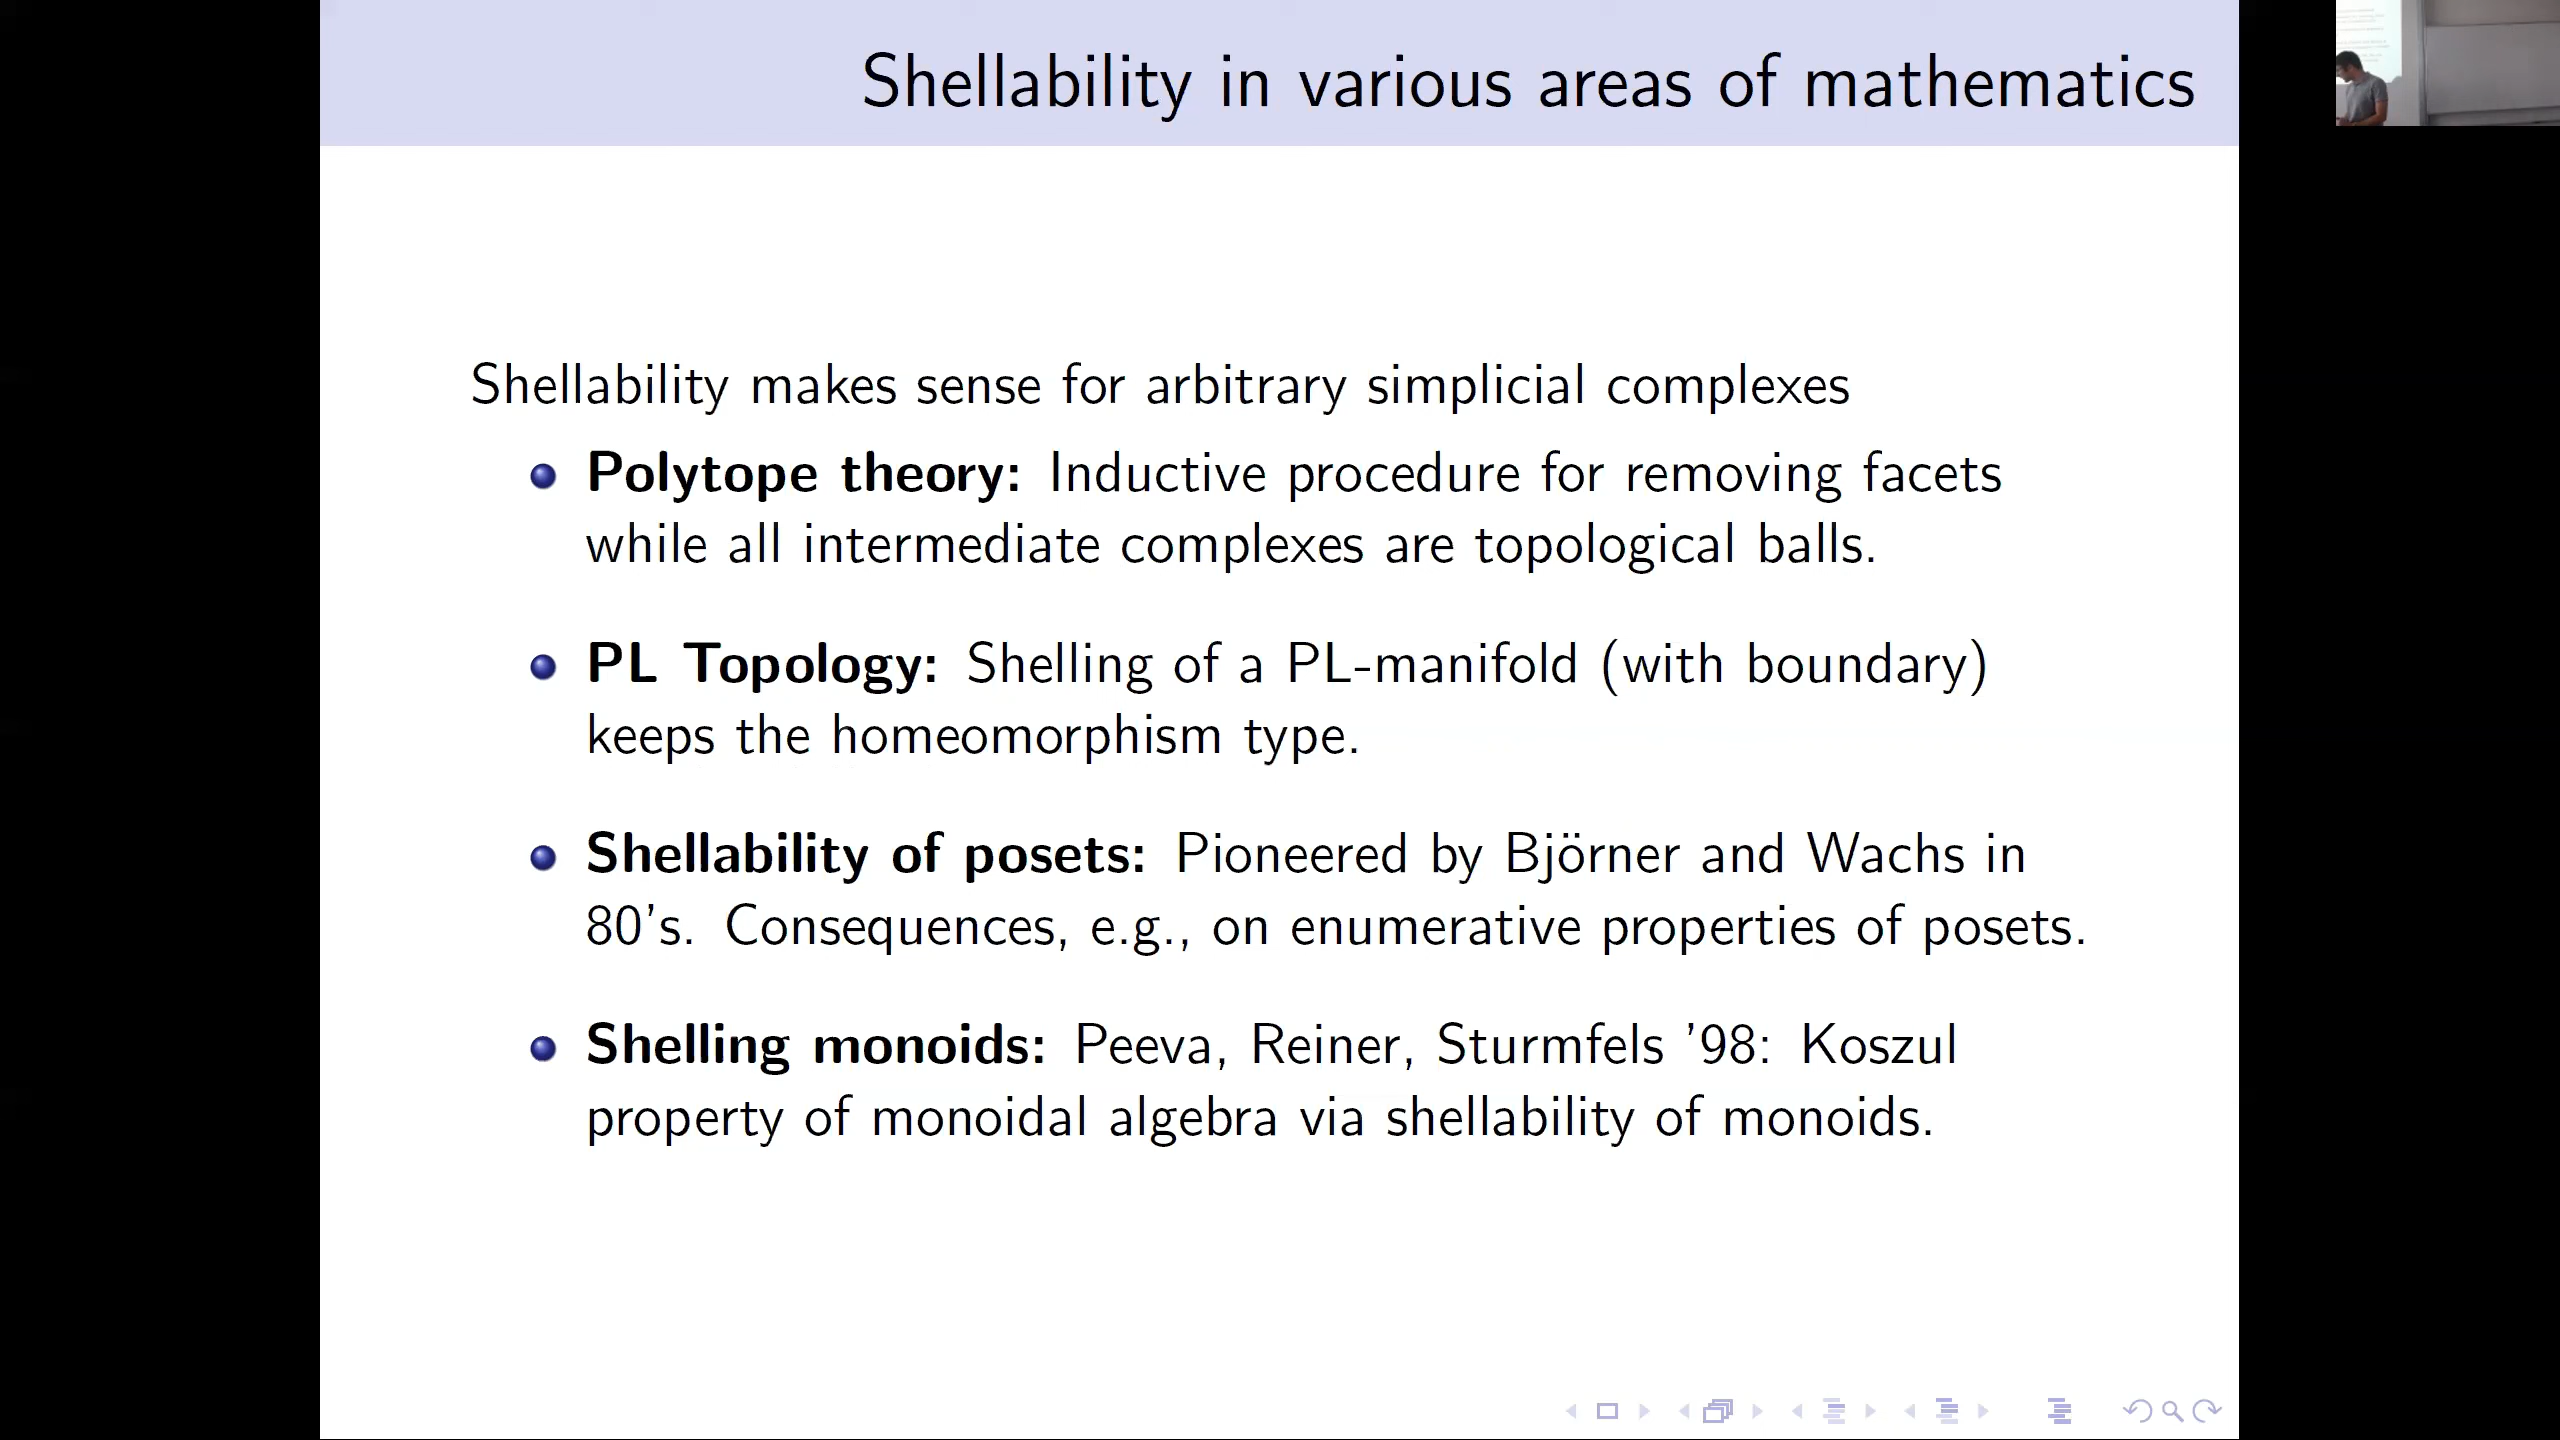 Shellability in various areas of mathematics
Shellability makes sense for arbitrary simplicial complexes
Polytope theory: Inductive procedure for removing facets
while all intermediate complexes are topological balls.
PL Topology: Shelling of a PL-manifold (with boundary)
keeps the homeomorphism type.
Shellability of posets: Pioneered by Björner and Wachs in
80's. Consequences, e.g., on enumerative properties of posets.
Shelling monoids: Peeva, Reiner, Sturmfels '98: Koszul
property of monoidal algebra via shellability of monoids.